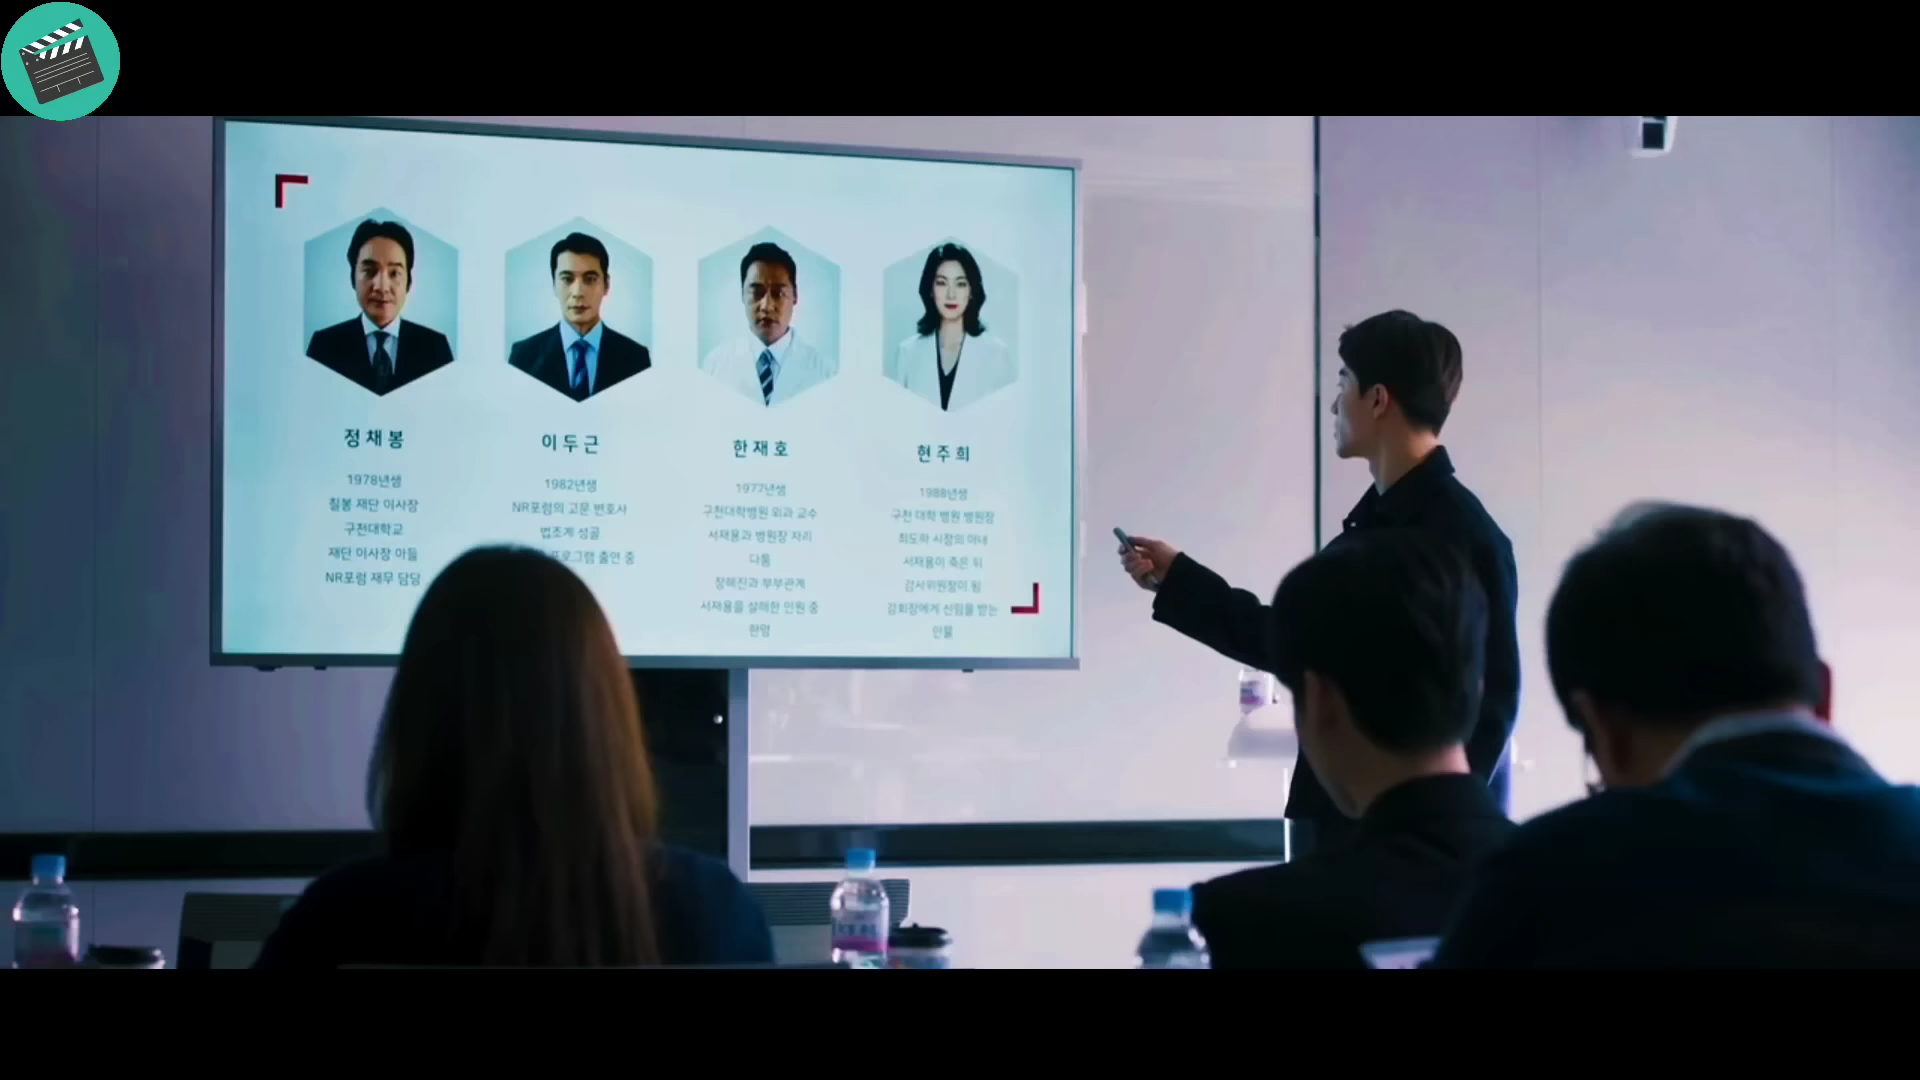 정채봉
1978년생
칠봉 재단 이사장
구천대학교
재단 이사장 아들
NR포럼 재무 담당
이두근
1982년생
NR포럼의 고문 변호사
법조계 성골
프로그램 출연 중
한재호
1977년생
구천대학병원 외과 교수
서재용과 병원장 자리
다툼
장해진과 부부관계
서재용을 살해한 인원 중
한명
현주희
1988년생
구천 대학 병원 병원장
최도하 시장의 아내
서재용이 죽은 뒤
감사위원장이 됨
김회장에게 신임을 받는
인물